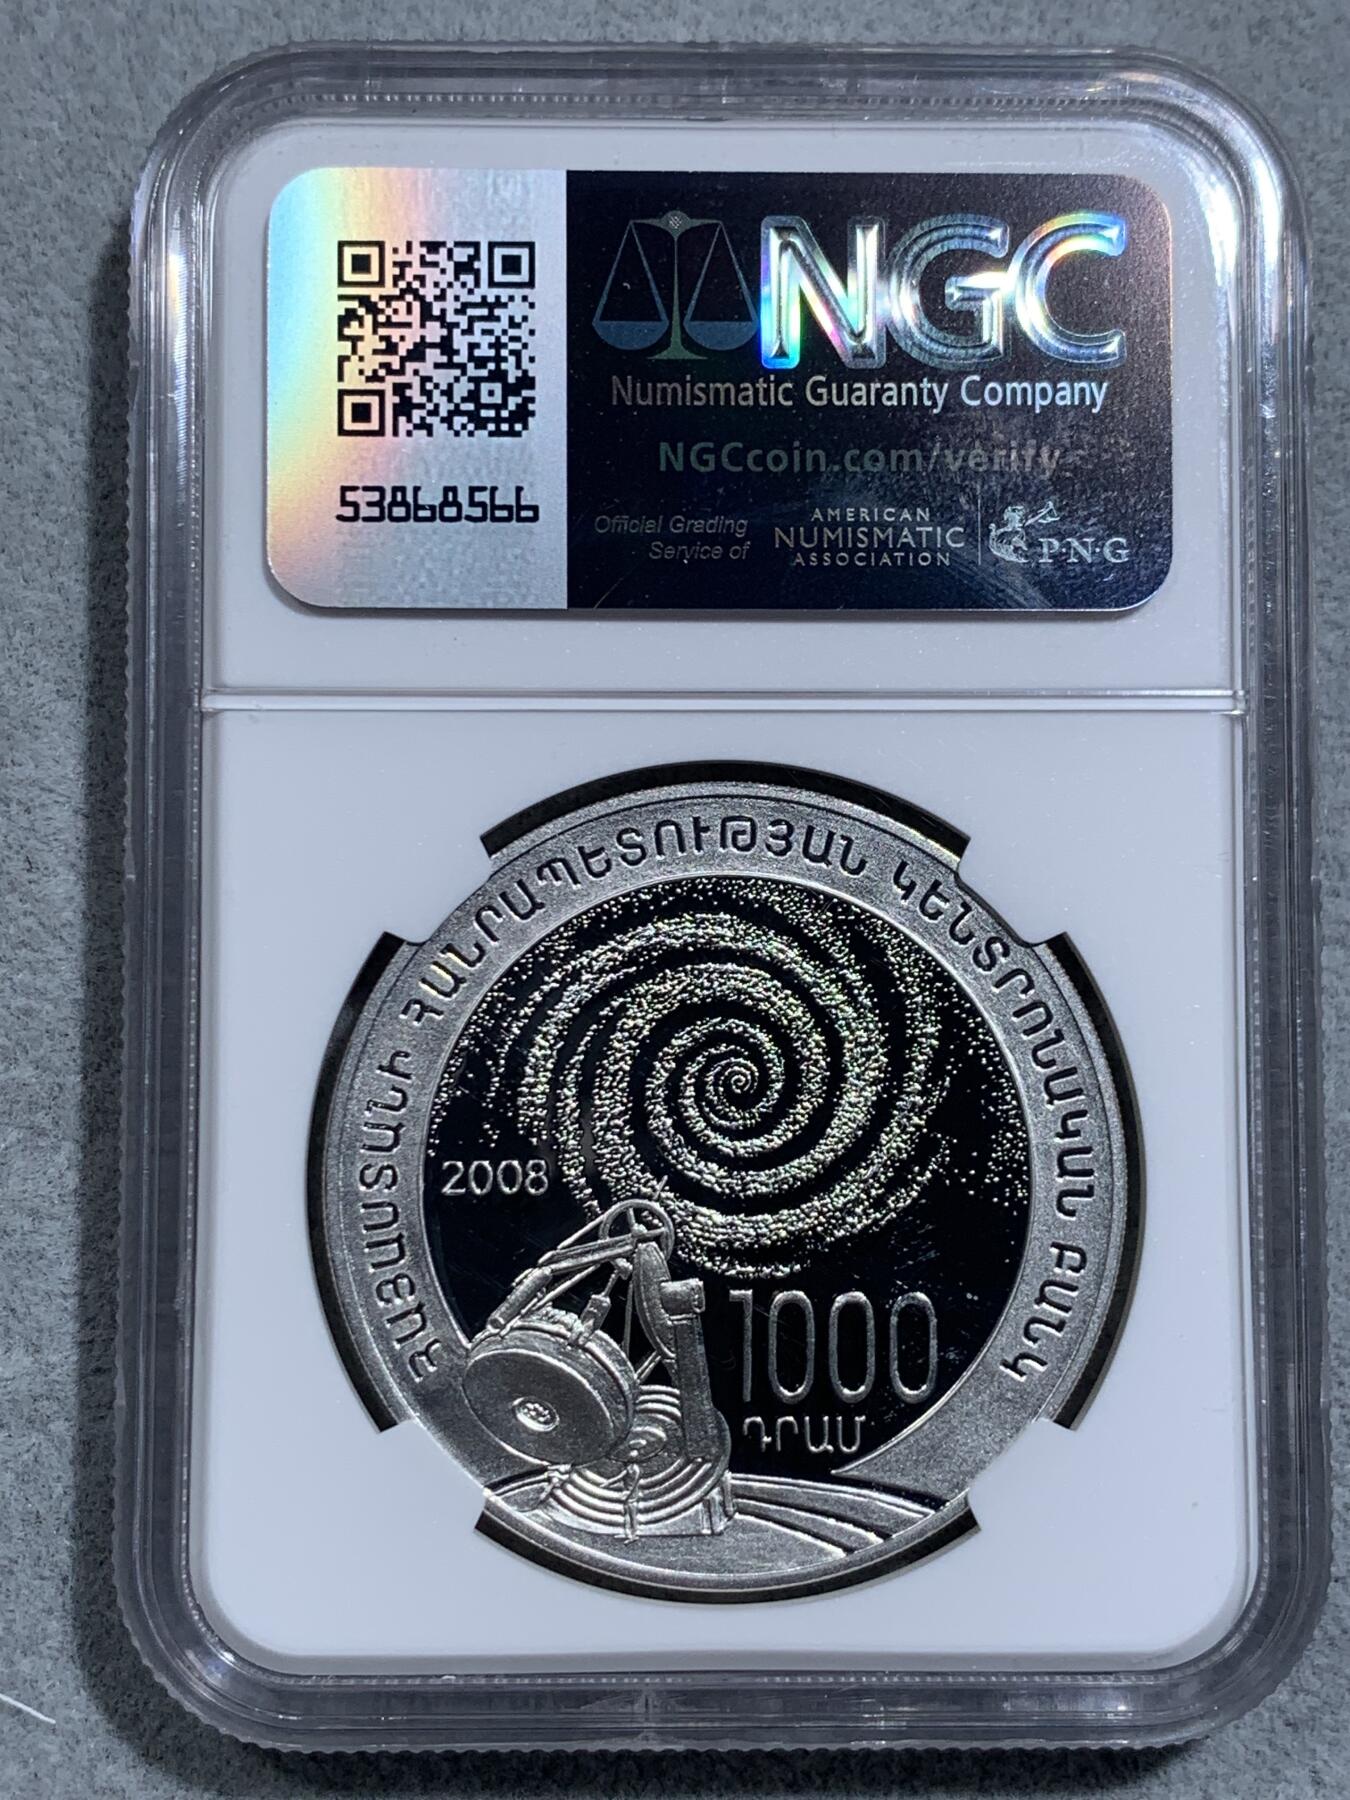 NGC
Numismatic Guaranty Company
NGCcoin.com/verify
53868566
Official Grading
Service of
AMERICAN
NUMISMATIC
ASSOCIATION
P·N·G
ՀԱՅԱՍՏԱՆԻ ՀԱՆՐԱՊԵՏՈՒԹՅԱՆ ԿԵՆՏՐՈՆԱԿԱՆ ԲԱՆԿ
2008
1000
ԴՐԱՄ